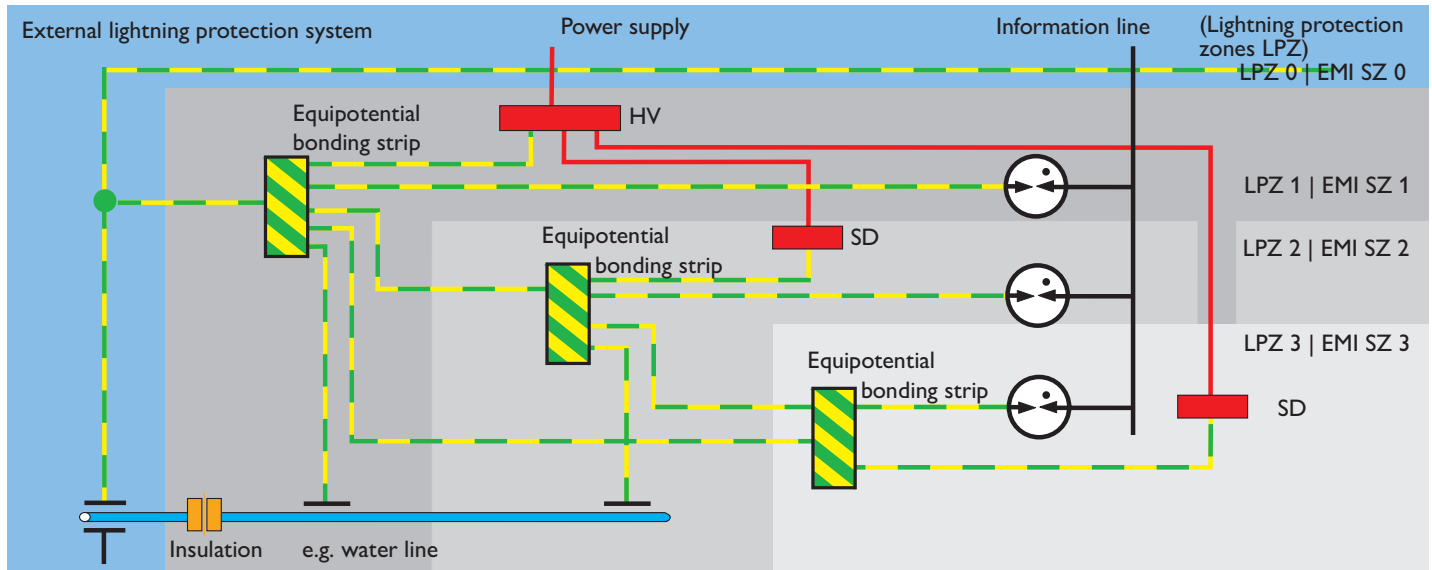 External lightning protection system
Power supply
Information line
(Lightning protection
zones LPZ)
LPZ 0 | EMI SZ 0
Equipotential
bonding strip
HV
LPZ 1 | EMI SZ 1
Equipotential
bonding strip
SD
LPZ 2 | EMI SZ 2
LPZ 3 | EMI SZ 3
Equipotential
bonding strip
SD
Insulation
e.g. water line